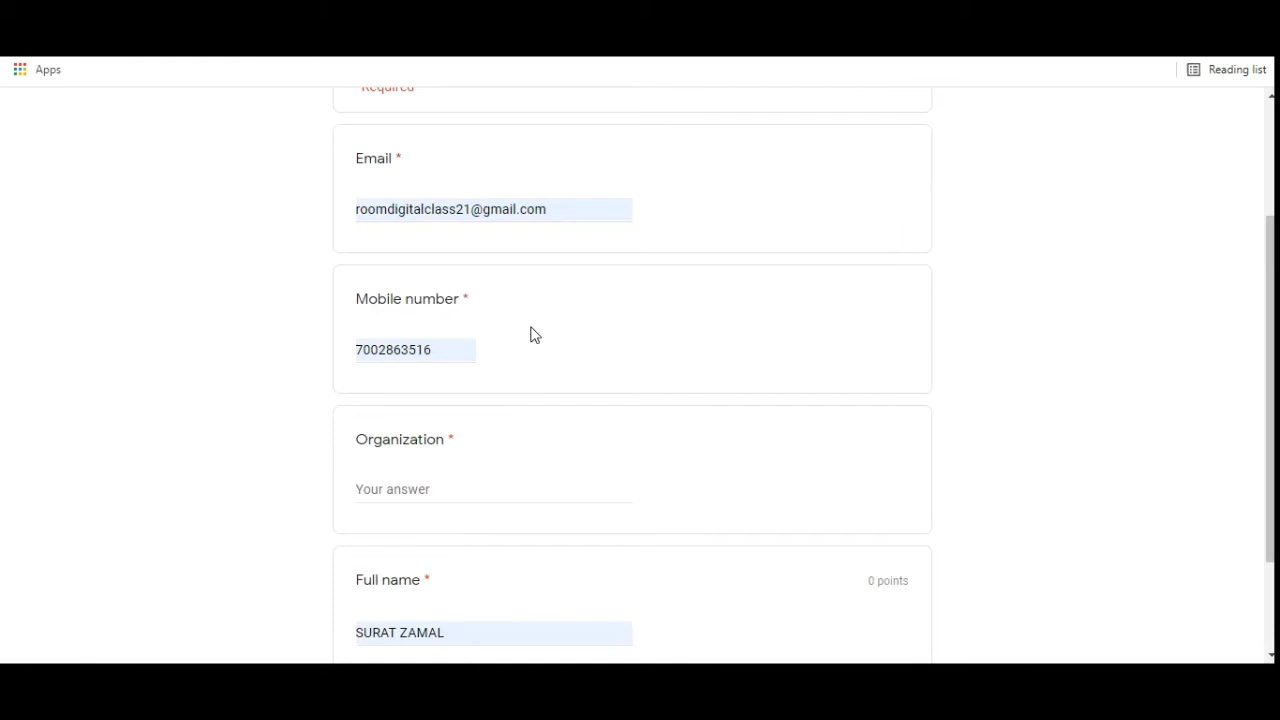 Apps
Reading list
Required
Email *
roomdigitalclass21@gmail.com
Mobile number *
7002863516
Organization *
Your answer
Full name *
0 points
SURAT ZAMAL